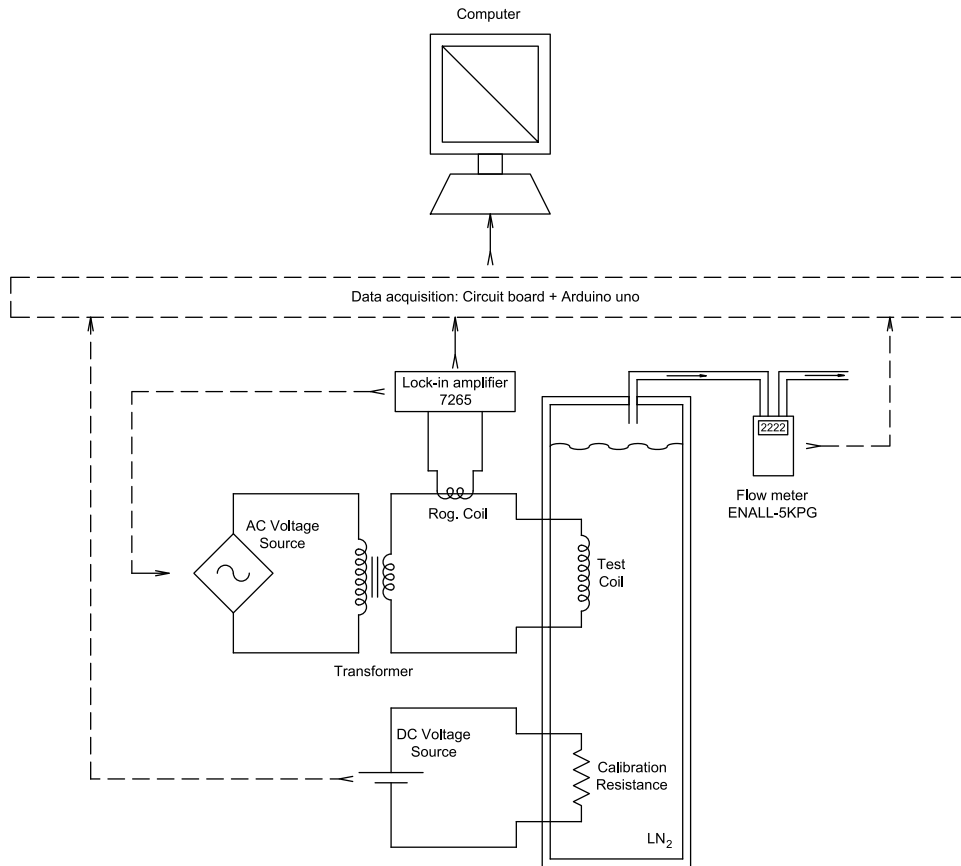 Computer
Data acquisition: Circuit board + Arduino uno
Lock-in amplifier
7265
2222
Flow meter
ENALL-5KPG
Rog. Coil
AC Voltage
Source
Test
Coil
Transformer
DC Voltage
Source
Calibration
Resistance
LN₂